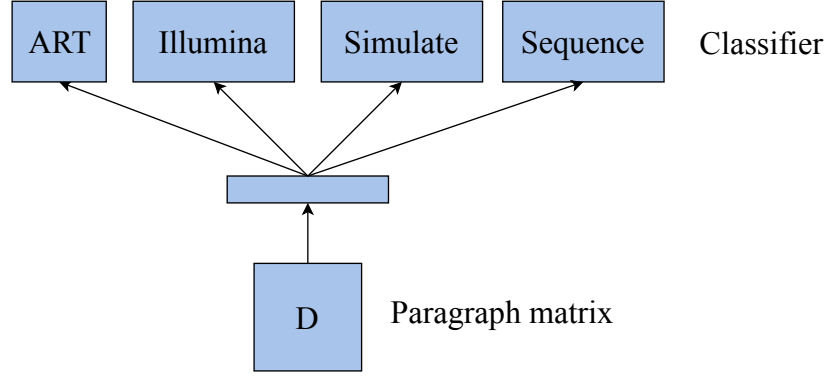 ART Illumina Simulate Sequence Classifier
D Paragraph matrix